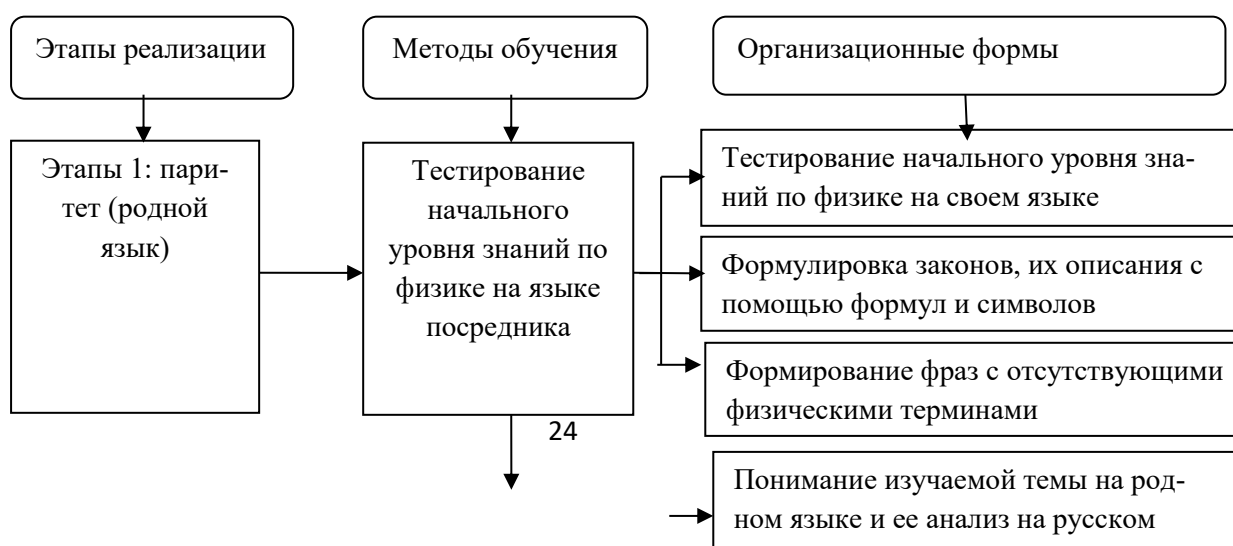 Этапы реализации
Методы обучения
Организационные формы
Этапы 1: пари-
тет (родной
язык)
Тестирование
начального
уровня знаний по
физике на языке
посредника
Тестирование начального уровня зна-
ний по физике на своем языке
Формулировка законов, их описания с
помощью формул и символов
Формирование фраз с отсутствующими
физическими терминами
24
Понимание изучаемой темы на род-
ном языке и ее анализ на русском